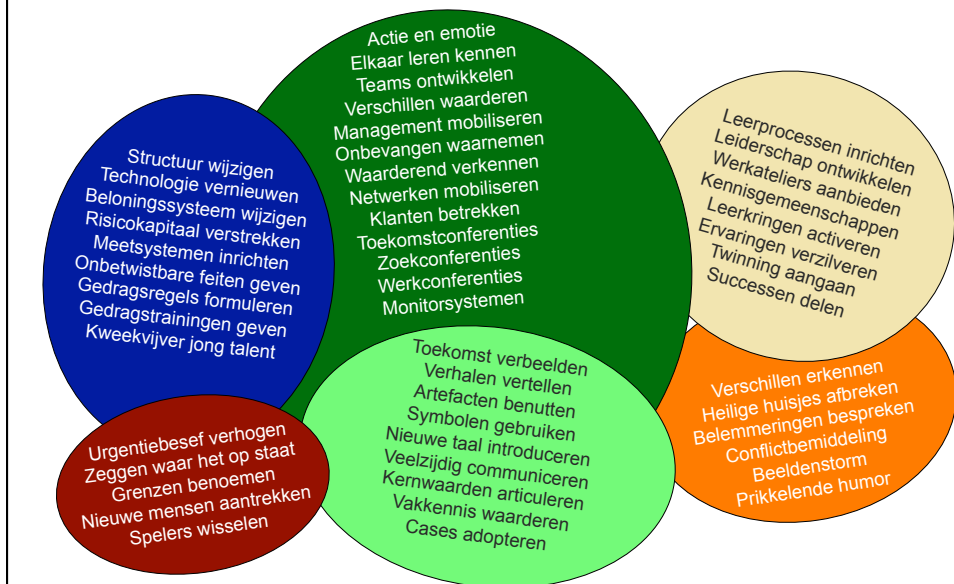 Actie en emotie
Elkaar leren kennen
Teams ontwikkelen
Verschillen waarderen
Management mobiliseren
Onbevangen waarnemen
Waarderend verkennen
Netwerken mobiliseren
Klanten betrekken
Toekomstconferenties
Zoekconferenties
Werkconferenties
Monitorsystemen
Structuur wijzigen
Technologie vernieuwen
Beloningssysteem wijzigen
Risicokapitaal verstrekken
Meetsystemen inrichten
Onbetwistbare feiten geven
Gedragsregels formuleren
Gedragstrainingen geven
Kweekvijver jong talent
Leerprocessen inrichten
Leiderschap ontwikkelen
Werkateliers aanbieden
Kennisgemeenschappen
Leerkringen activeren
Ervaringen verzilveren
Twinning aangaan
Successen delen
Urgentiebesef verhogen
Zeggen waar het op staat
Grenzen benoemen
Nieuwe mensen aantrekken
Spelers wisselen
Toekomst verbeelden
Verhalen vertellen
Artefacten benutten
Symbolen gebruiken
Nieuwe taal introduceren
Veelzijdig communiceren
Kernwaarden articuleren
Vakkennis waarderen
Cases adopteren
Verschillen erkennen
Heilige huisjes afbreken
Belemmeringen bespreken
Conflictbemiddeling
Beeldenstorm
Prikkelende humor